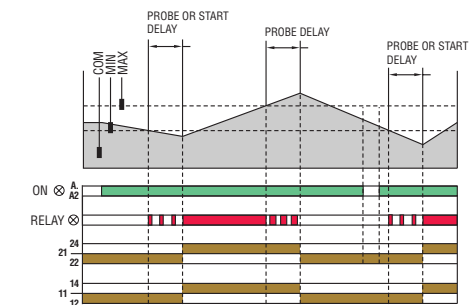 PROBE OR START
DELAY
PROBE DELAY
PROBE OR START
DELAY
COM
MIN
MAX
ON A1
A2
RELAY
24
21
22
14
11
12